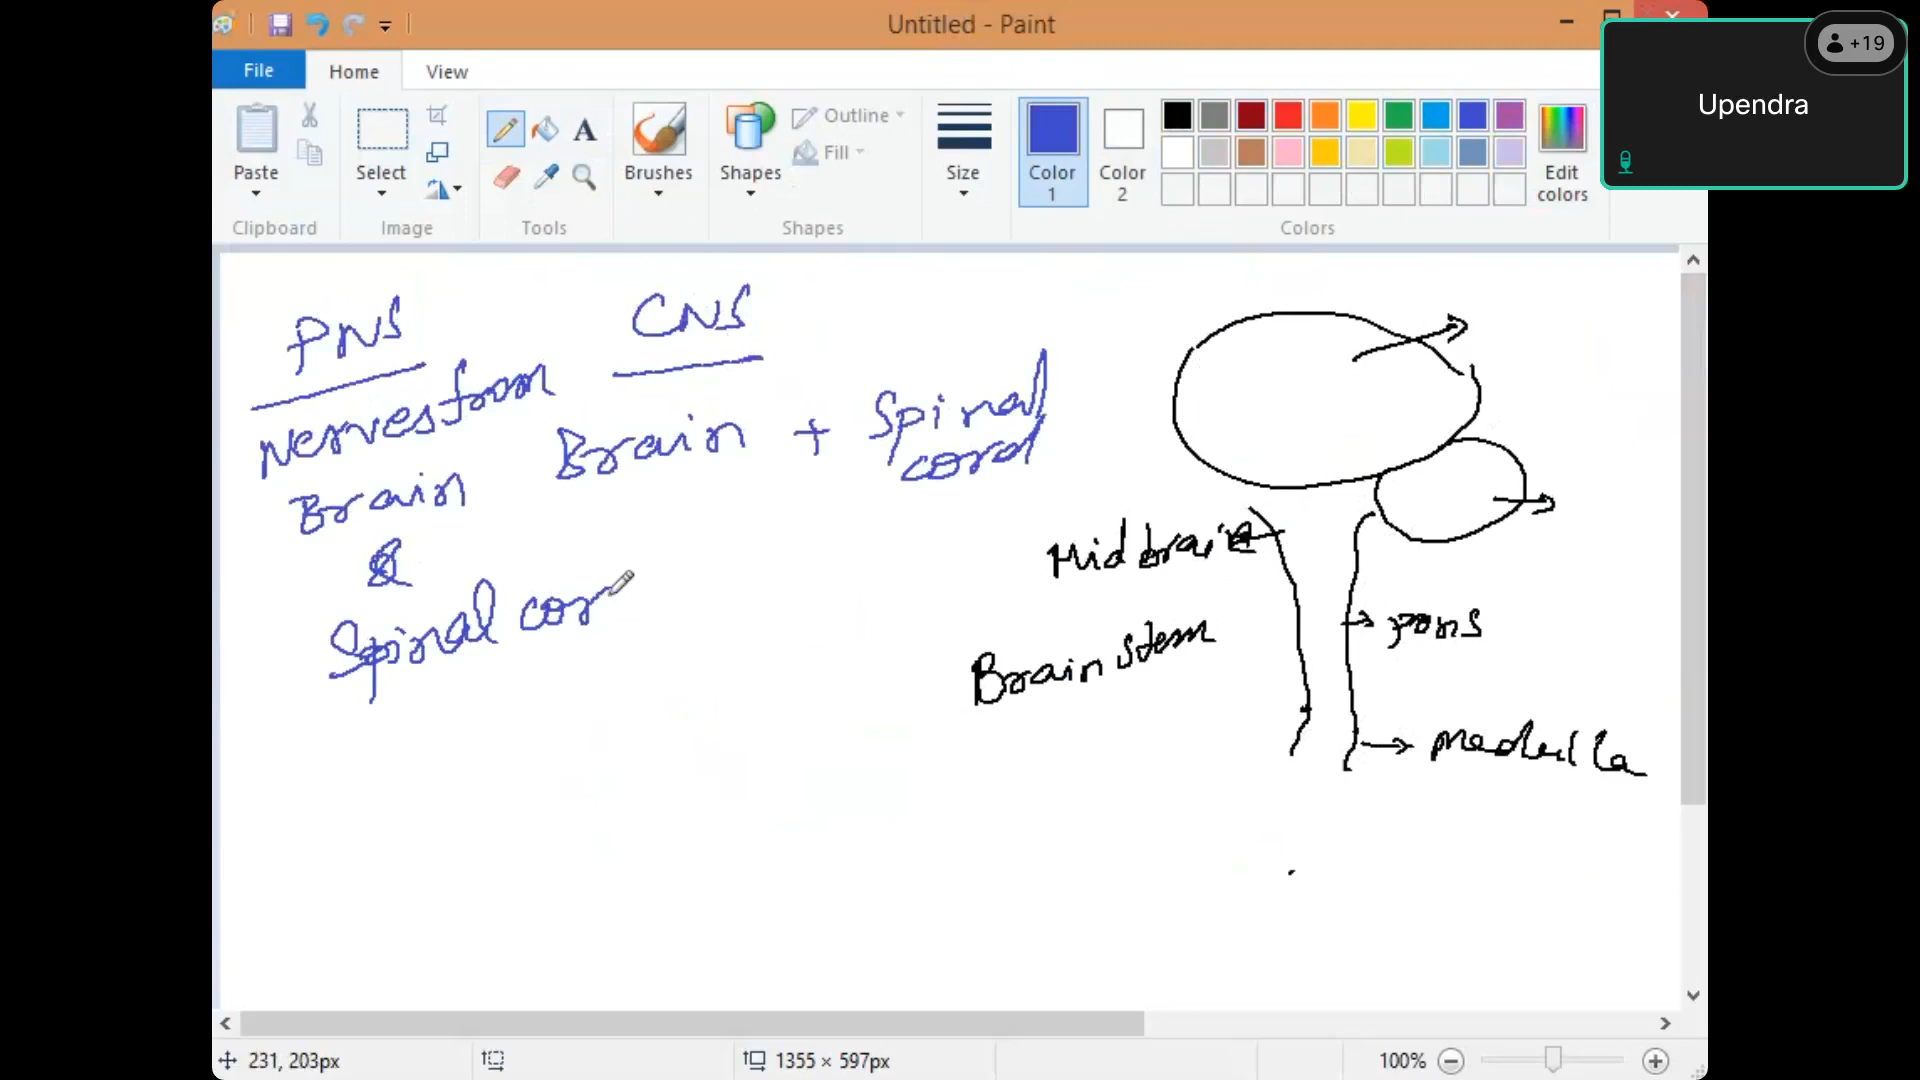 Untitled - Paint
+19
Upendra
File
Home
View
Paste
Select
Brushes
Shapes
Outline
Fill
Size
Color
1
Color
2
Edit
colors
Clipboard
Image
Tools
Shapes
Colors
PNS
Nerves from
Brain
&
Spinal cor
CNS
Brain + Spinal
cord
Midbrain
Brain stem
pons
medulla
231, 203px
1355 × 597px
100%